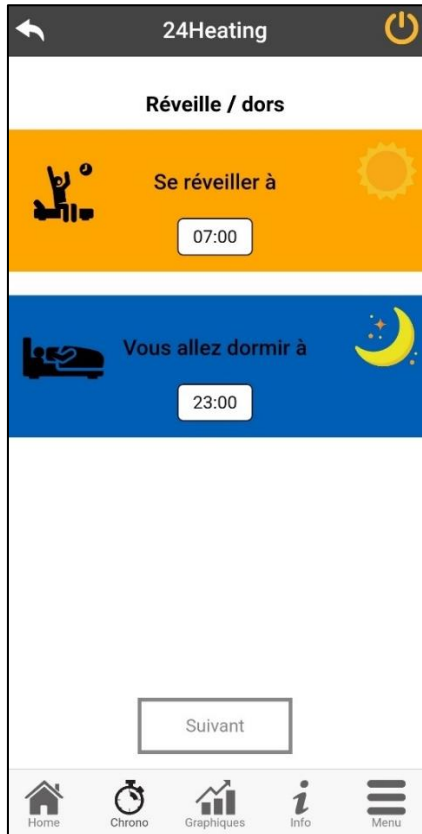 24Heating
Réveille / dors
Se réveiller à
07:00
Vous allez dormir à
23:00
Suivant
Home
Chrono
Graphiques
Info
Menu